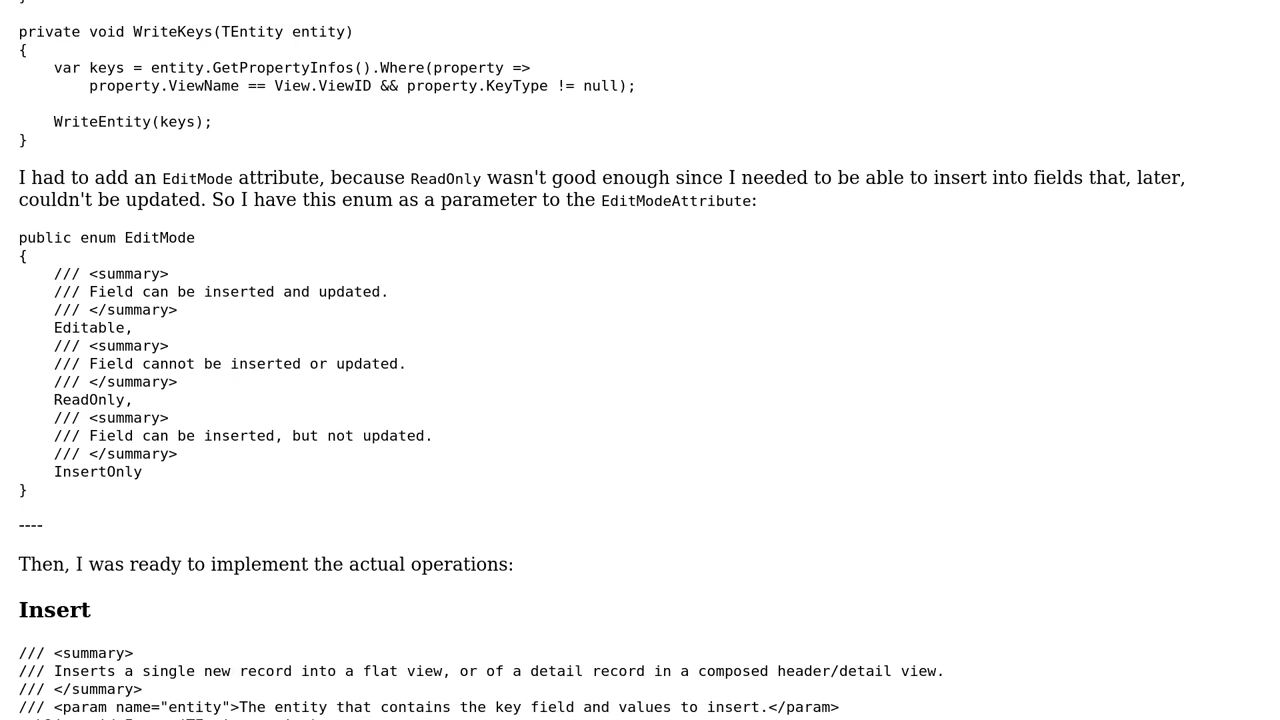 private void WriteKeys(TEntity entity)
{
    var keys = entity.GetPropertyInfos().Where(property =>
        property.ViewName == View.ViewID && property.KeyType != null);

    WriteEntity(keys);
}
I had to add an EditMode attribute, because ReadOnly wasn't good enough since I needed to be able to insert into fields that, later,
couldn't be updated. So I have this enum as a parameter to the EditModeAttribute:
public enum EditMode
{
    /// <summary>
    /// Field can be inserted and updated.
    /// </summary>
    Editable,
    /// <summary>
    /// Field cannot be inserted or updated.
    /// </summary>
    ReadOnly,
    /// <summary>
    /// Field can be inserted, but not updated.
    /// </summary>
    InsertOnly
}
----
Then, I was ready to implement the actual operations:
Insert
/// <summary>
/// Inserts a single new record into a flat view, or of a detail record in a composed header/detail view.
/// </summary>
/// <param name="entity">The entity that contains the key field and values to insert.</param>